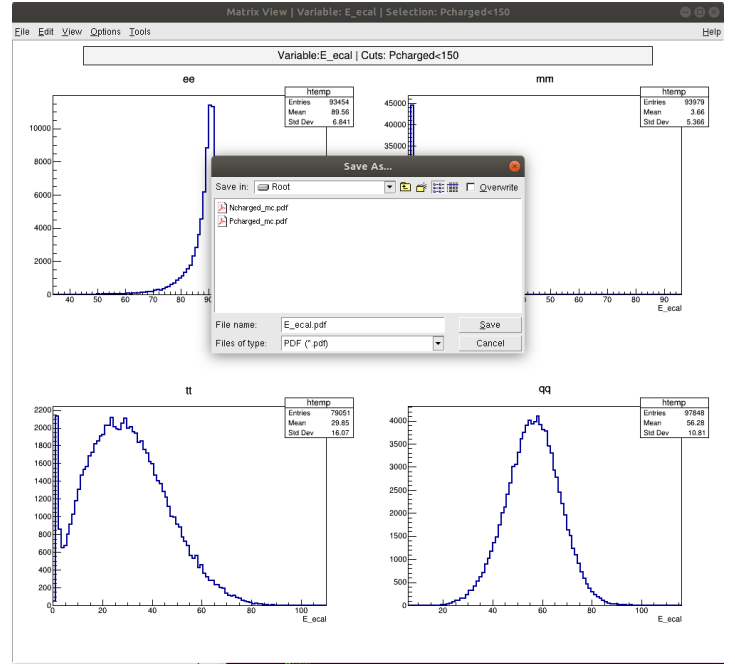 Matrix View | Variable: E_ecal | Selection: Pcharged<150
File Edit View Options Tools Help
Variable:E_ecal | Cuts: Pcharged<150
ee
htemp
Entries 93454
Mean 89.56
Std Dev 6.841
10000
8000
6000
4000
2000
0
40 50 60 70 80 90
mm
htemp
Entries 93979
Mean 3.66
Std Dev 5.366
45000
40000
35000
50 60 70 80 90
E_ecal
Save As...
Save in: Root Overwrite
Ncharged_mc.pdf
Pcharged_mc.pdf
File name: E_ecal.pdf Save
Files of type: PDF (*.pdf) Cancel
tt
htemp
Entries 79051
Mean 29.85
Std Dev 16.07
2200
2000
1800
1600
1400
1200
1000
800
600
400
200
0
0 20 40 60 80 100
E_ecal
qq
htemp
Entries 97848
Mean 56.28
Std Dev 10.81
4000
3500
3000
2500
2000
1500
1000
500
0
20 40 60 80 100
E_ecal